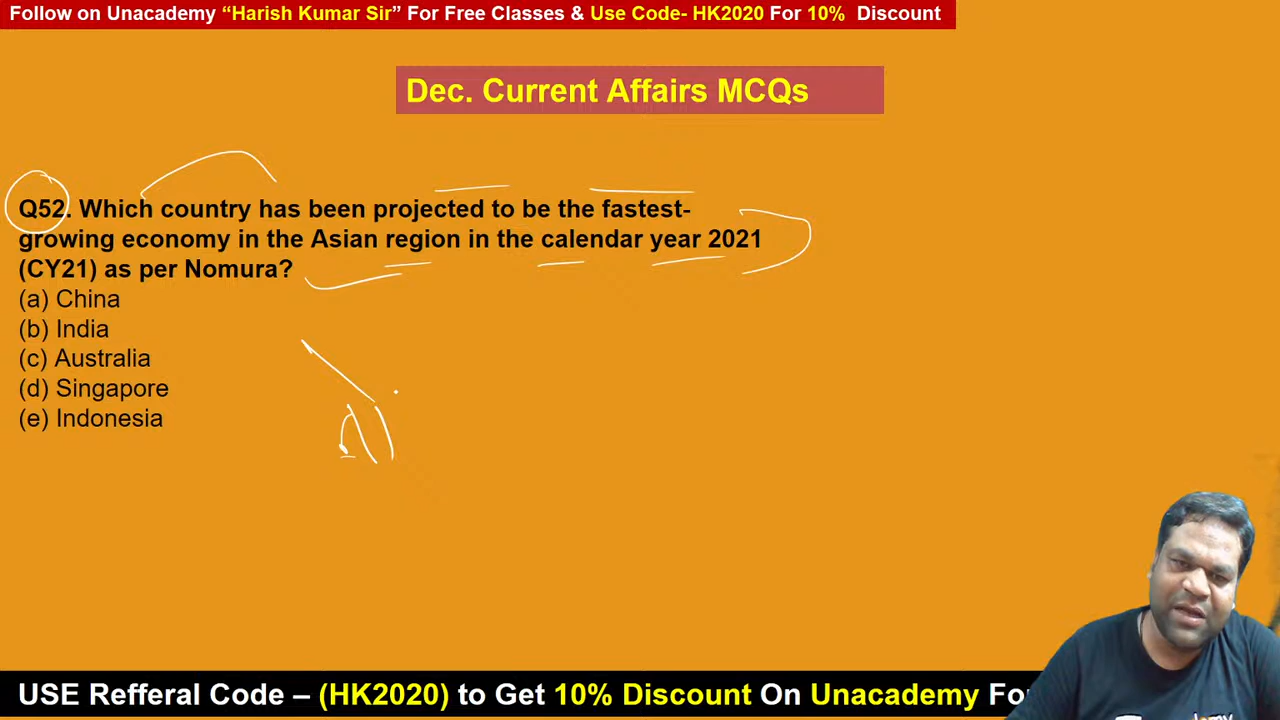 Follow on Unacademy “Harish Kumar Sir” For Free Classes & Use Code- HK2020 For 10% Discount
Dec. Current Affairs MCQs
Q52. Which country has been projected to be the fastest-
growing economy in the Asian region in the calendar year 2021
(CY21) as per Nomura?
(a) China
(b) India
(c) Australia
(d) Singapore
(e) Indonesia
USE Refferal Code – (HK2020) to Get 10% Discount On Unacademy